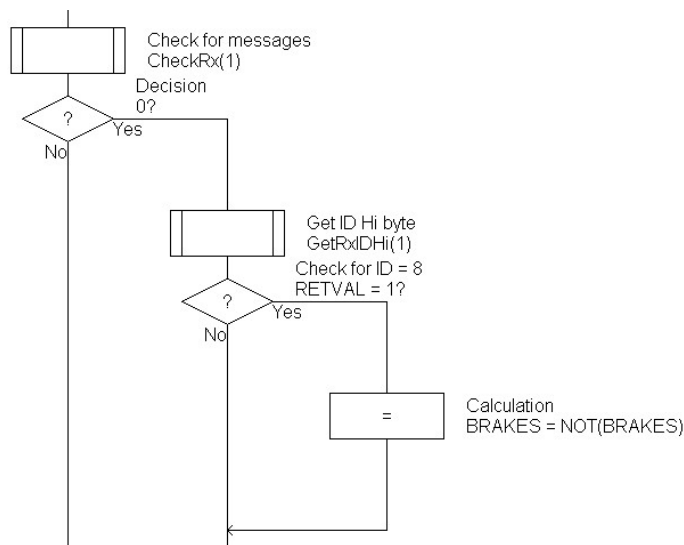 Check for messages
CheckRx(1)
Decision
0?
?
Yes
No
Get ID Hi byte
GetRxIDHi(1)
Check for ID = 8
RETVAL = 1?
?
Yes
No
=
Calculation
BRAKES = NOT(BRAKES)